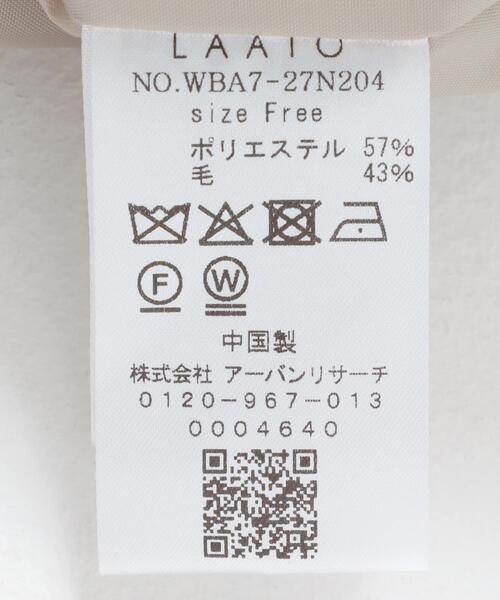 LAATO
NO.WBA7-27N204
size Free
ポリエステル 57%
毛 43%
F W
中国製
株式会社 アーバンリサーチ
0120-967-013
0004640